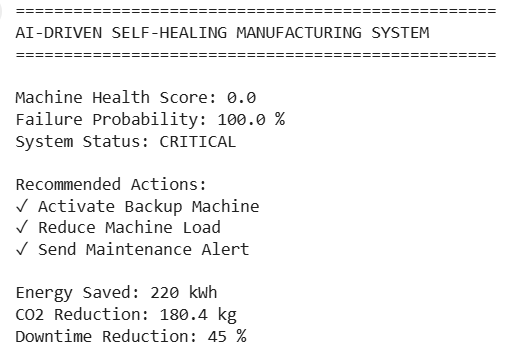 ==================================================
AI-DRIVEN SELF-HEALING MANUFACTURING SYSTEM
==================================================
Machine Health Score: 0.0
Failure Probability: 100.0 %
System Status: CRITICAL
Recommended Actions:
✓ Activate Backup Machine
✓ Reduce Machine Load
✓ Send Maintenance Alert
Energy Saved: 220 kWh
CO2 Reduction: 180.4 kg
Downtime Reduction: 45 %